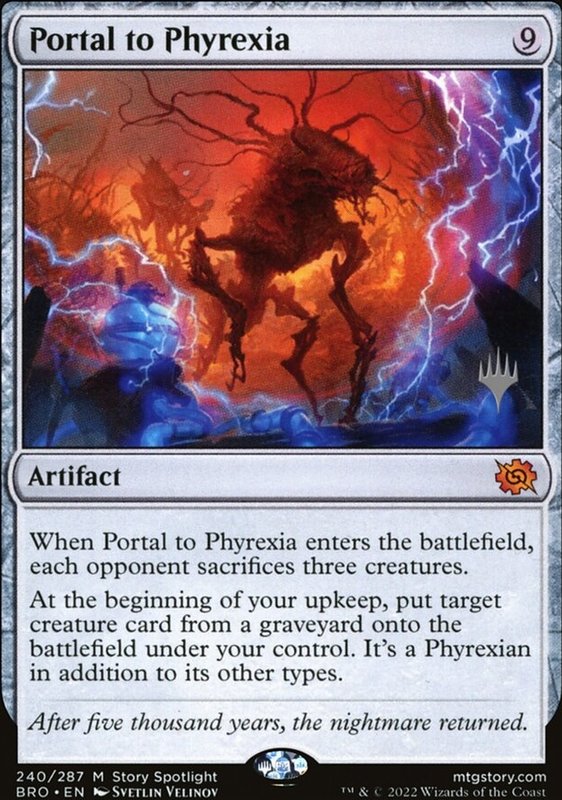 Portal to Phyrexia 9
Artifact
When Portal to Phyrexia enters the battlefield,
each opponent sacrifices three creatures.
At the beginning of your upkeep, put target
creature card from a graveyard onto the
battlefield under your control. It's a Phyrexian
in addition to its other types.
After five thousand years, the nightmare returned.
240/287 M Story Spotlight
mtgstory.com
BRO • EN Svetlin Velinov
™ & © 2022 Wizards of the Coast